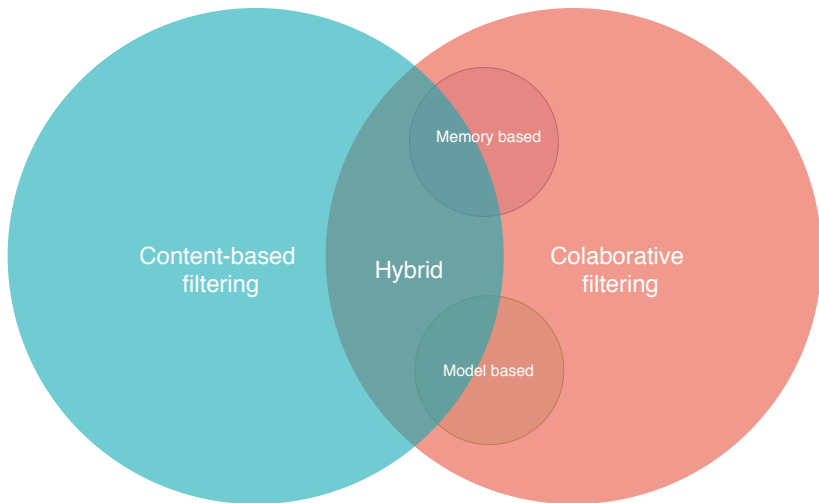 Memory based
Content-based
filtering
Hybrid
Colaborative
filtering
Model based